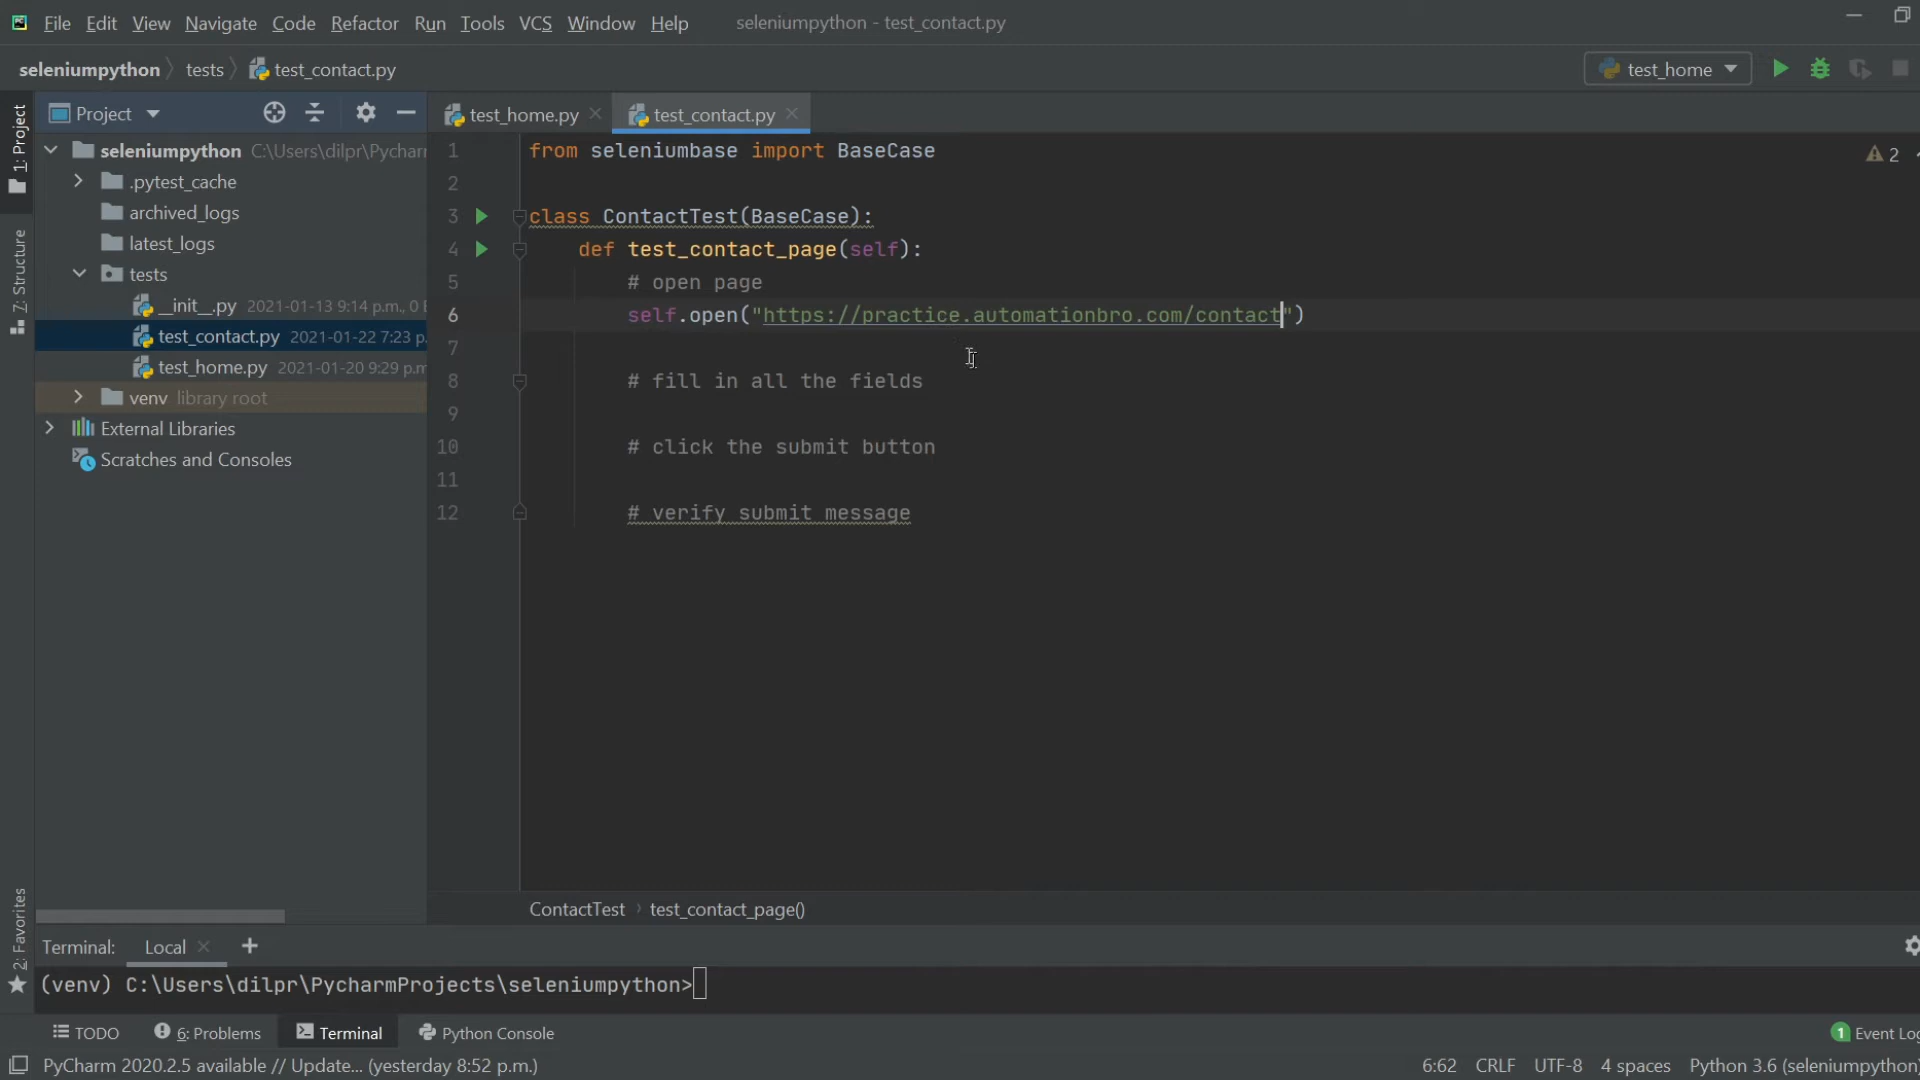 File Edit View Navigate Code Refactor Run Tools VCS Window Help seleniumpython - test_contact.py
seleniumpython tests test_contact.py test_home
1: Project
7: Structure
2: Favorites
Project
seleniumpython C:\Users\dilpr\Pycharm
.pytest_cache
archived_logs
latest_logs
tests
__init__.py 2021-01-13 9:14 p.m., 0
test_contact.py 2021-01-22 7:23 p.
test_home.py 2021-01-20 9:29 p.m
venv library root
External Libraries
Scratches and Consoles
test_home.py test_contact.py
2
1 from seleniumbase import BaseCase
2
3 class ContactTest(BaseCase):
4 def test_contact_page(self):
5 # open page
6 self.open("https://practice.automationbro.com/contact")
7
8 # fill in all the fields
9
10 # click the submit button
11
12 # verify submit message
ContactTest test_contact_page()
Terminal: Local +
(venv) C:\Users\dilpr\PycharmProjects\seleniumpython>
TODO 6: Problems Terminal Python Console 1 Event Log
PyCharm 2020.2.5 available // Update... (yesterday 8:52 p.m.) 6:62 CRLF UTF-8 4 spaces Python 3.6 (seleniumpython)